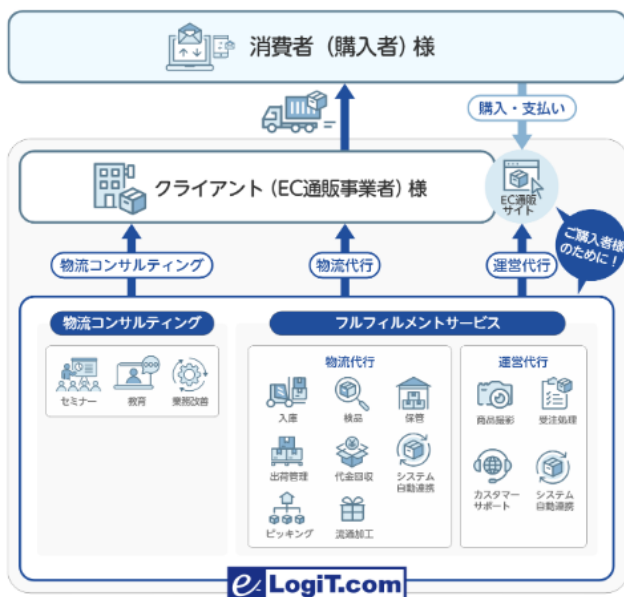 消費者（購入者）様
購入・支払い
クライアント（EC通販事業者）様
EC通販
サイト
ご購入者様
のために！
物流コンサルティング
物流代行
運営代行
物流コンサルティング
フルフィルメントサービス
セミナー
教育
業務改善
物流代行
入庫
検品
保管
出荷管理
代金回収
システム
自動連携
ピッキング
流通加工
運営代行
商品撮影
受注処理
カスタマー
サポート
システム
自動連携
e-LogiT.com